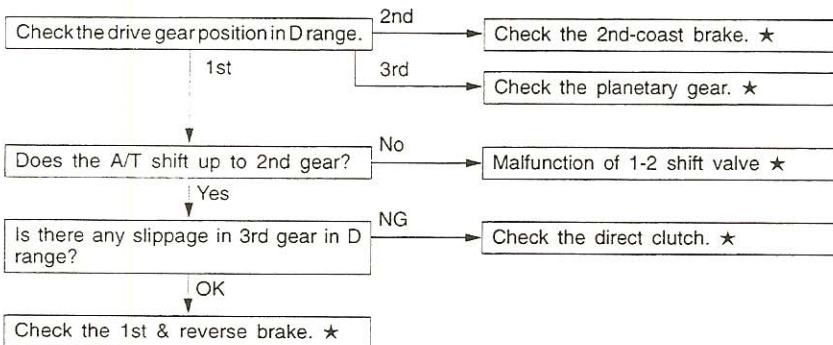 Check the drive gear position in D range.
2nd
Check the 2nd-coast brake. ★
3rd
Check the planetary gear. ★
1st
Does the A/T shift up to 2nd gear?
No
Malfunction of 1-2 shift valve ★
Yes
Is there any slippage in 3rd gear in D
range?
NG
Check the direct clutch. ★
OK
Check the 1st & reverse brake. ★